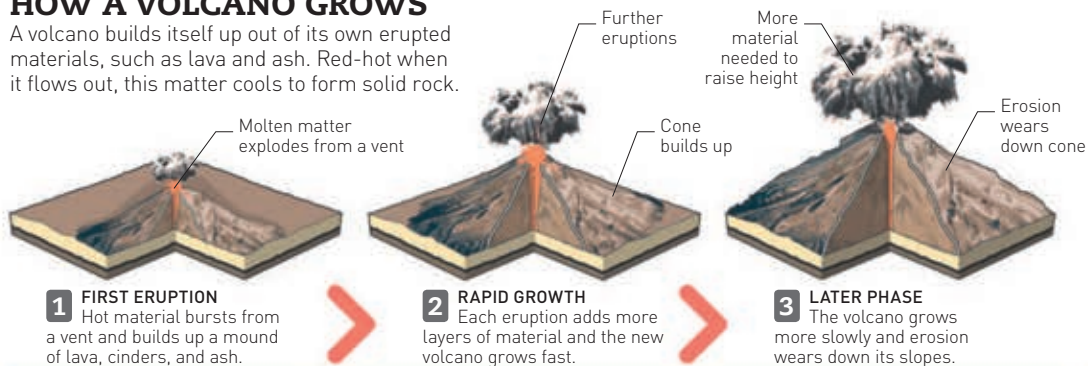 HOW A VOLCANO GROWS
A volcano builds itself up out of its own erupted
materials, such as lava and ash. Red-hot when
it flows out, this matter cools to form solid rock.
Molten matter
explodes from a vent
Further
eruptions
Cone
builds up
More
material
needed to
raise height
Erosion
wears
down cone
1 FIRST ERUPTION
Hot material bursts from
a vent and builds up a mound
of lava, cinders, and ash.
2 RAPID GROWTH
Each eruption adds more
layers of material and the new
volcano grows fast.
3 LATER PHASE
The volcano grows
more slowly and erosion
wears down its slopes.